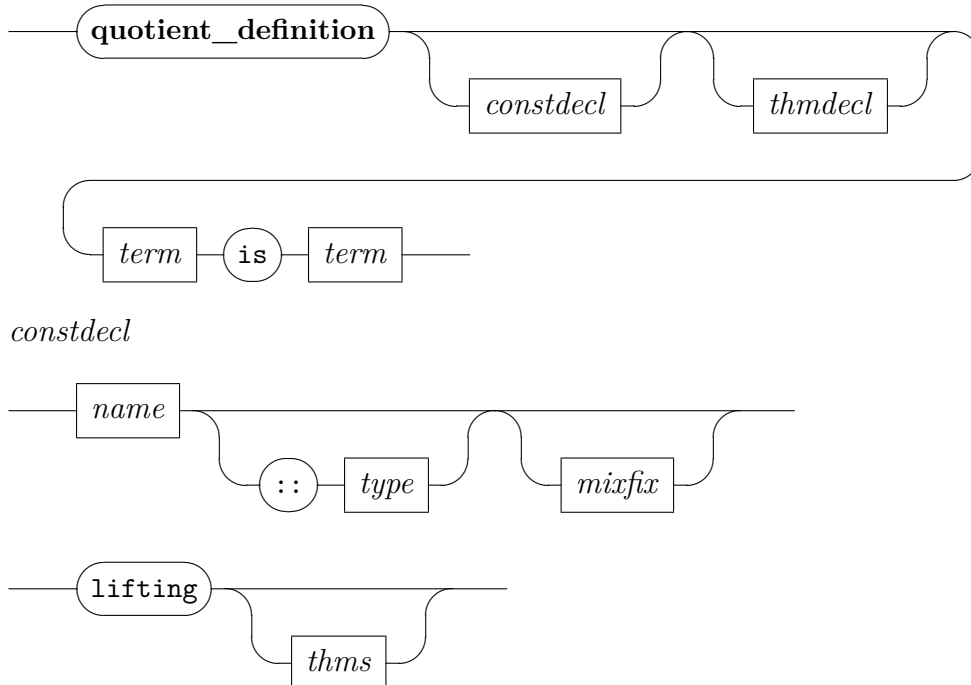 quotient_definition
constdecl thmdecl
term is term
constdecl
name
:: type mixfix
lifting
thms